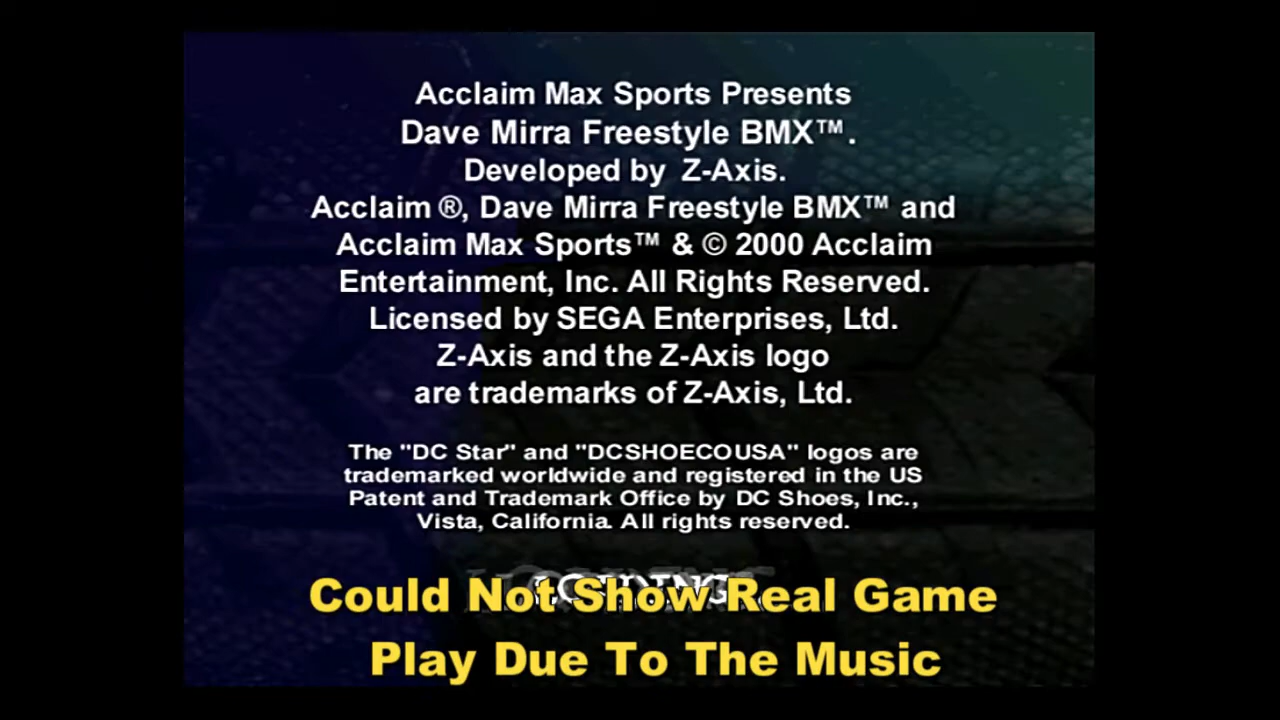 Acclaim Max Sports Presents
Dave Mirra Freestyle BMX™.
Developed by Z-Axis.
Acclaim ®, Dave Mirra Freestyle BMX™ and
Acclaim Max Sports™ & © 2000 Acclaim
Entertainment, Inc. All Rights Reserved.
Licensed by SEGA Enterprises, Ltd.
Z-Axis and the Z-Axis logo
are trademarks of Z-Axis, Ltd.
The "DC Star" and "DCSHOECOUSA" logos are
trademarked worldwide and registered in the US
Patent and Trademark Office by DC Shoes, Inc.,
Vista, California. All rights reserved.
Could Not Show Real Game
Play Due To The Music